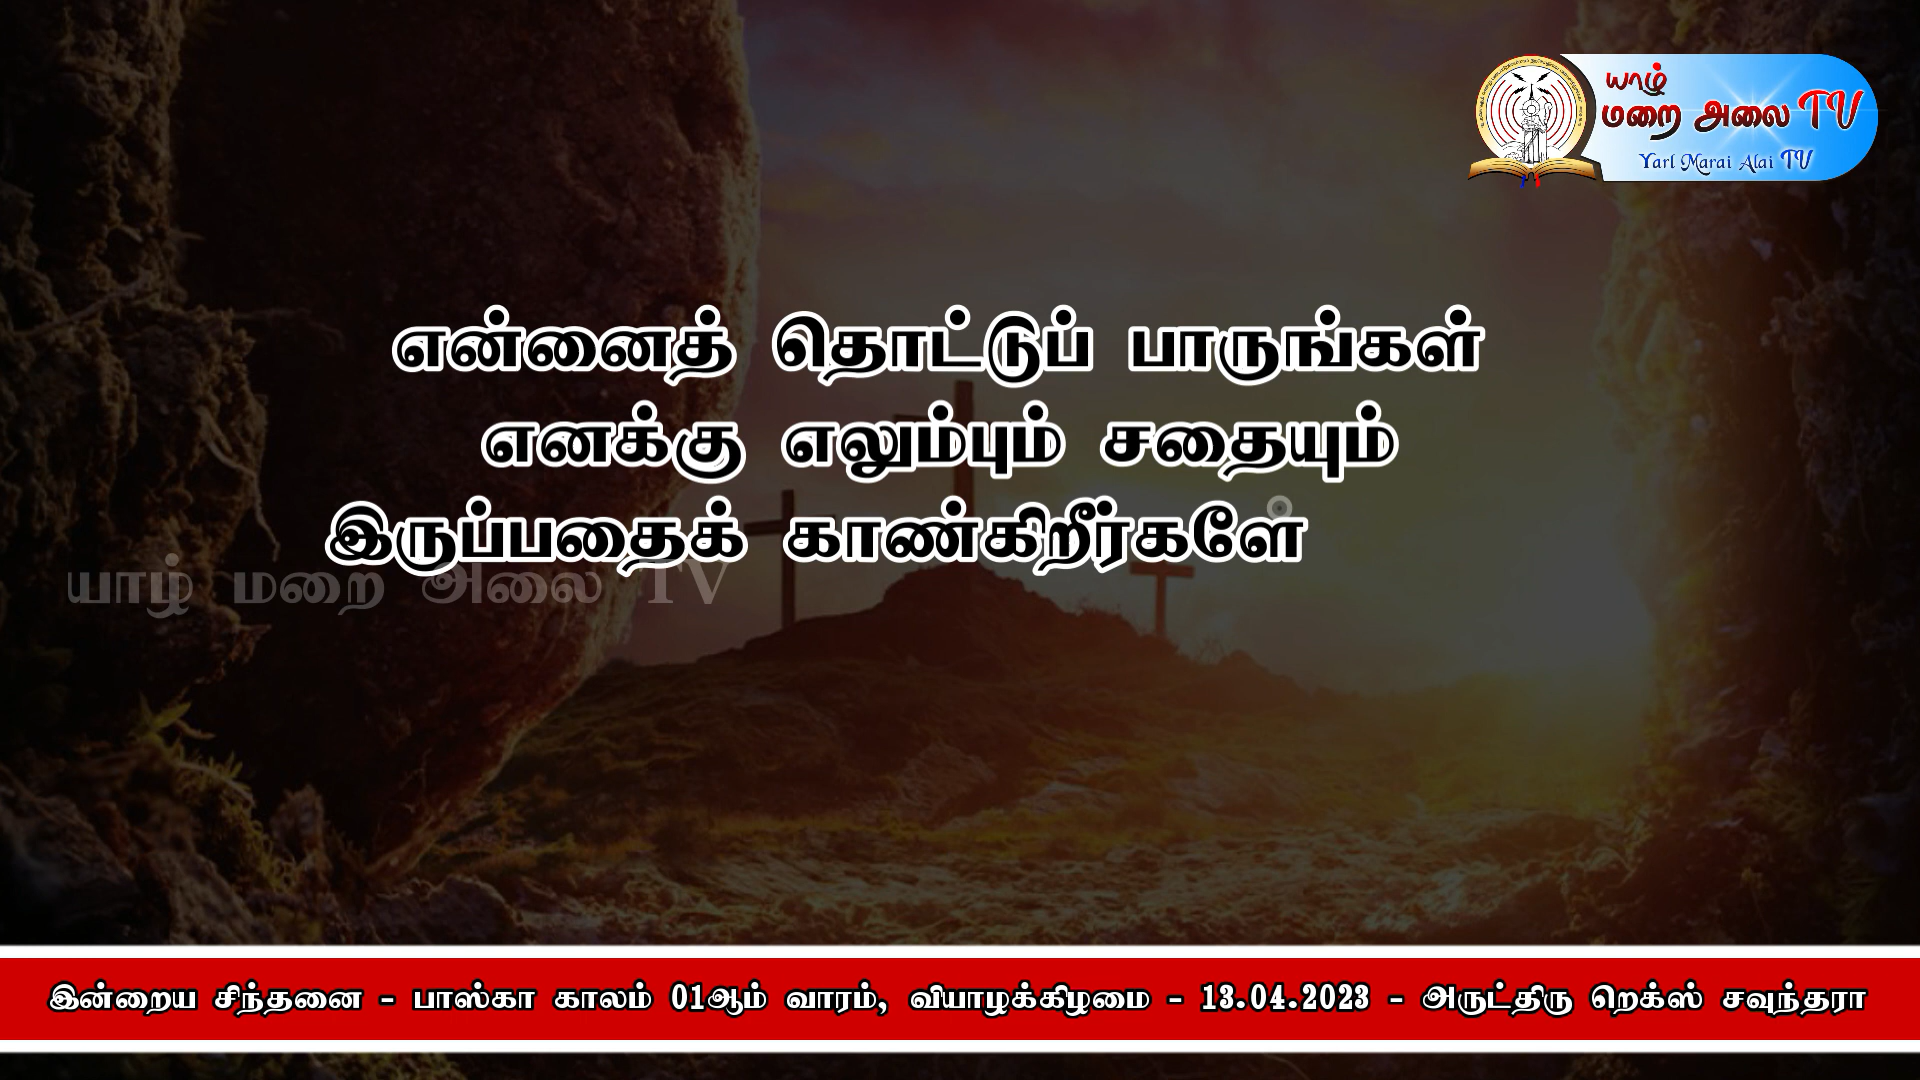 யாழ்
மறை அலை TV
Yarl Marai Alai TV
என்னைத் தொட்டுப் பாருங்கள்
எனக்கு எலும்பும் சதையும்
இருப்பதைக் காண்கிறீர்களே
யாழ் மறை அலை TV
இன்றைய சிந்தனை - பாஸ்கா காலம் 01ஆம் வாரம், வியாழக்கிழமை - 13.04.2023 - அருட்திரு றெக்ஸ் சவுந்தரா